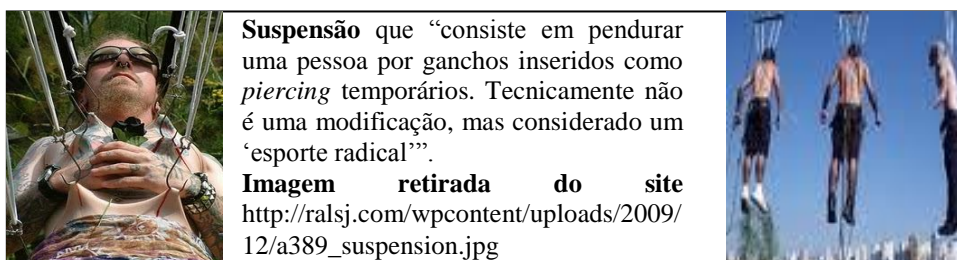 Suspensão que “consiste em pendurar
uma pessoa por ganchos inseridos como
piercing temporários. Tecnicamente não
é uma modificação, mas considerado um
‘esporte radical’”.
Imagem retirada do site
http://ralsj.com/wpcontent/uploads/2009/
12/a389_suspension.jpg